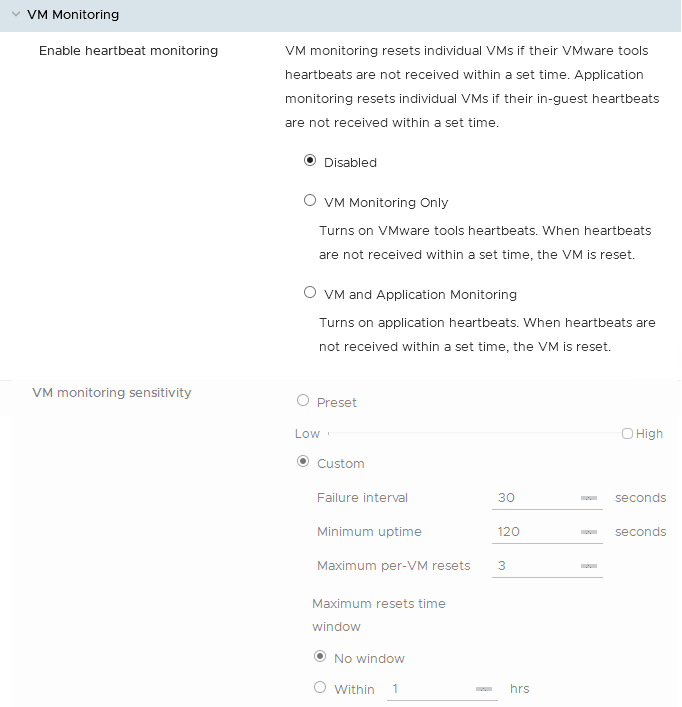 VM Monitoring
Enable heartbeat monitoring
VM monitoring resets individual VMs if their VMware tools
heartbeats are not received within a set time. Application
monitoring resets individual VMs if their in-guest heartbeats
are not received within a set time.
Disabled
VM Monitoring Only
Turns on VMware tools heartbeats. When heartbeats
are not received within a set time, the VM is reset.
VM and Application Monitoring
Turns on application heartbeats. When heartbeats are
not received within a set time, the VM is reset.
VM monitoring sensitivity
Preset
Low High
Custom
Failure interval 30 seconds
Minimum uptime 120 seconds
Maximum per-VM resets 3
Maximum resets time
window
No window
Within 1 hrs